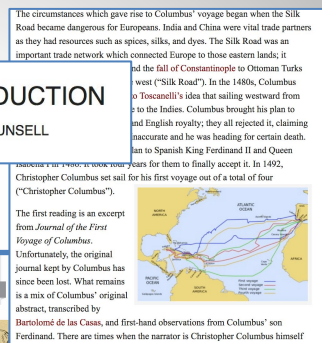 The circumstances which gave rise to Columbus' voyage began when the Silk
Road became dangerous for Europeans. India and China were vital trade partners
as they had resources such as spices, silks, and dyes. The Silk Road was an
important trade network which connected Europe to those eastern lands; it
nd the fall of Constantinople to Ottoman Turks
west ("Silk Road"). In the 1480s, Columbus
o Toscanelli's idea that sailing westward from
e to the Indies. Columbus brought his plan to
and English royalty; they all rejected it, claiming
naccurate and he was heading for certain death.
lan to Spanish King Ferdinand II and Queen
DUCTION
UNSELL
Isabella I in 1486. It took four years for them to finally accept it. In 1492,
Christopher Columbus set sail for his first voyage out of a total of four
("Christopher Columbus").
The first reading is an excerpt
from Journal of the First
Voyage of Columbus.
Unfortunately, the original
journal kept by Columbus has
since been lost. What remains
is a mix of Columbus' original
abstract, transcribed by
Bartolomé de las Casas, and first-hand observations from Columbus' son
Ferdinand. There are times when the narrator is Christopher Columbus himself
NORTH
AMERICA
ATLANTIC
OCEAN
PACIFIC
OCEAN
SOUTH
AMERICA
AFRICA